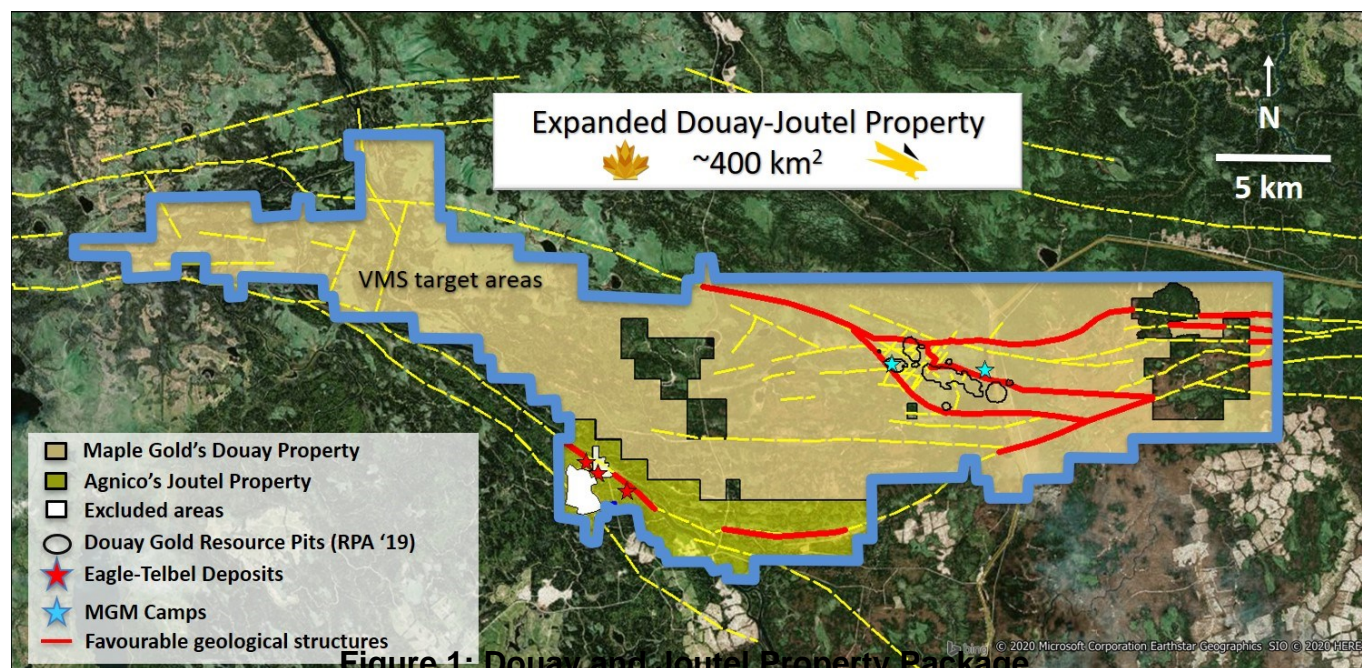 Expanded Douay-Joutel Property
~400 km²
N
5 km
VMS target areas
Maple Gold's Douay Property
Agnico's Joutel Property
Excluded areas
Douay Gold Resource Pits (RPA '19)
Eagle-Telbel Deposits
MGM Camps
Favourable geological structures
bing © 2020 Microsoft Corporation Earthstar Geographics SIO © 2020 HERE
Figure 1: Douay and Joutel Property Package